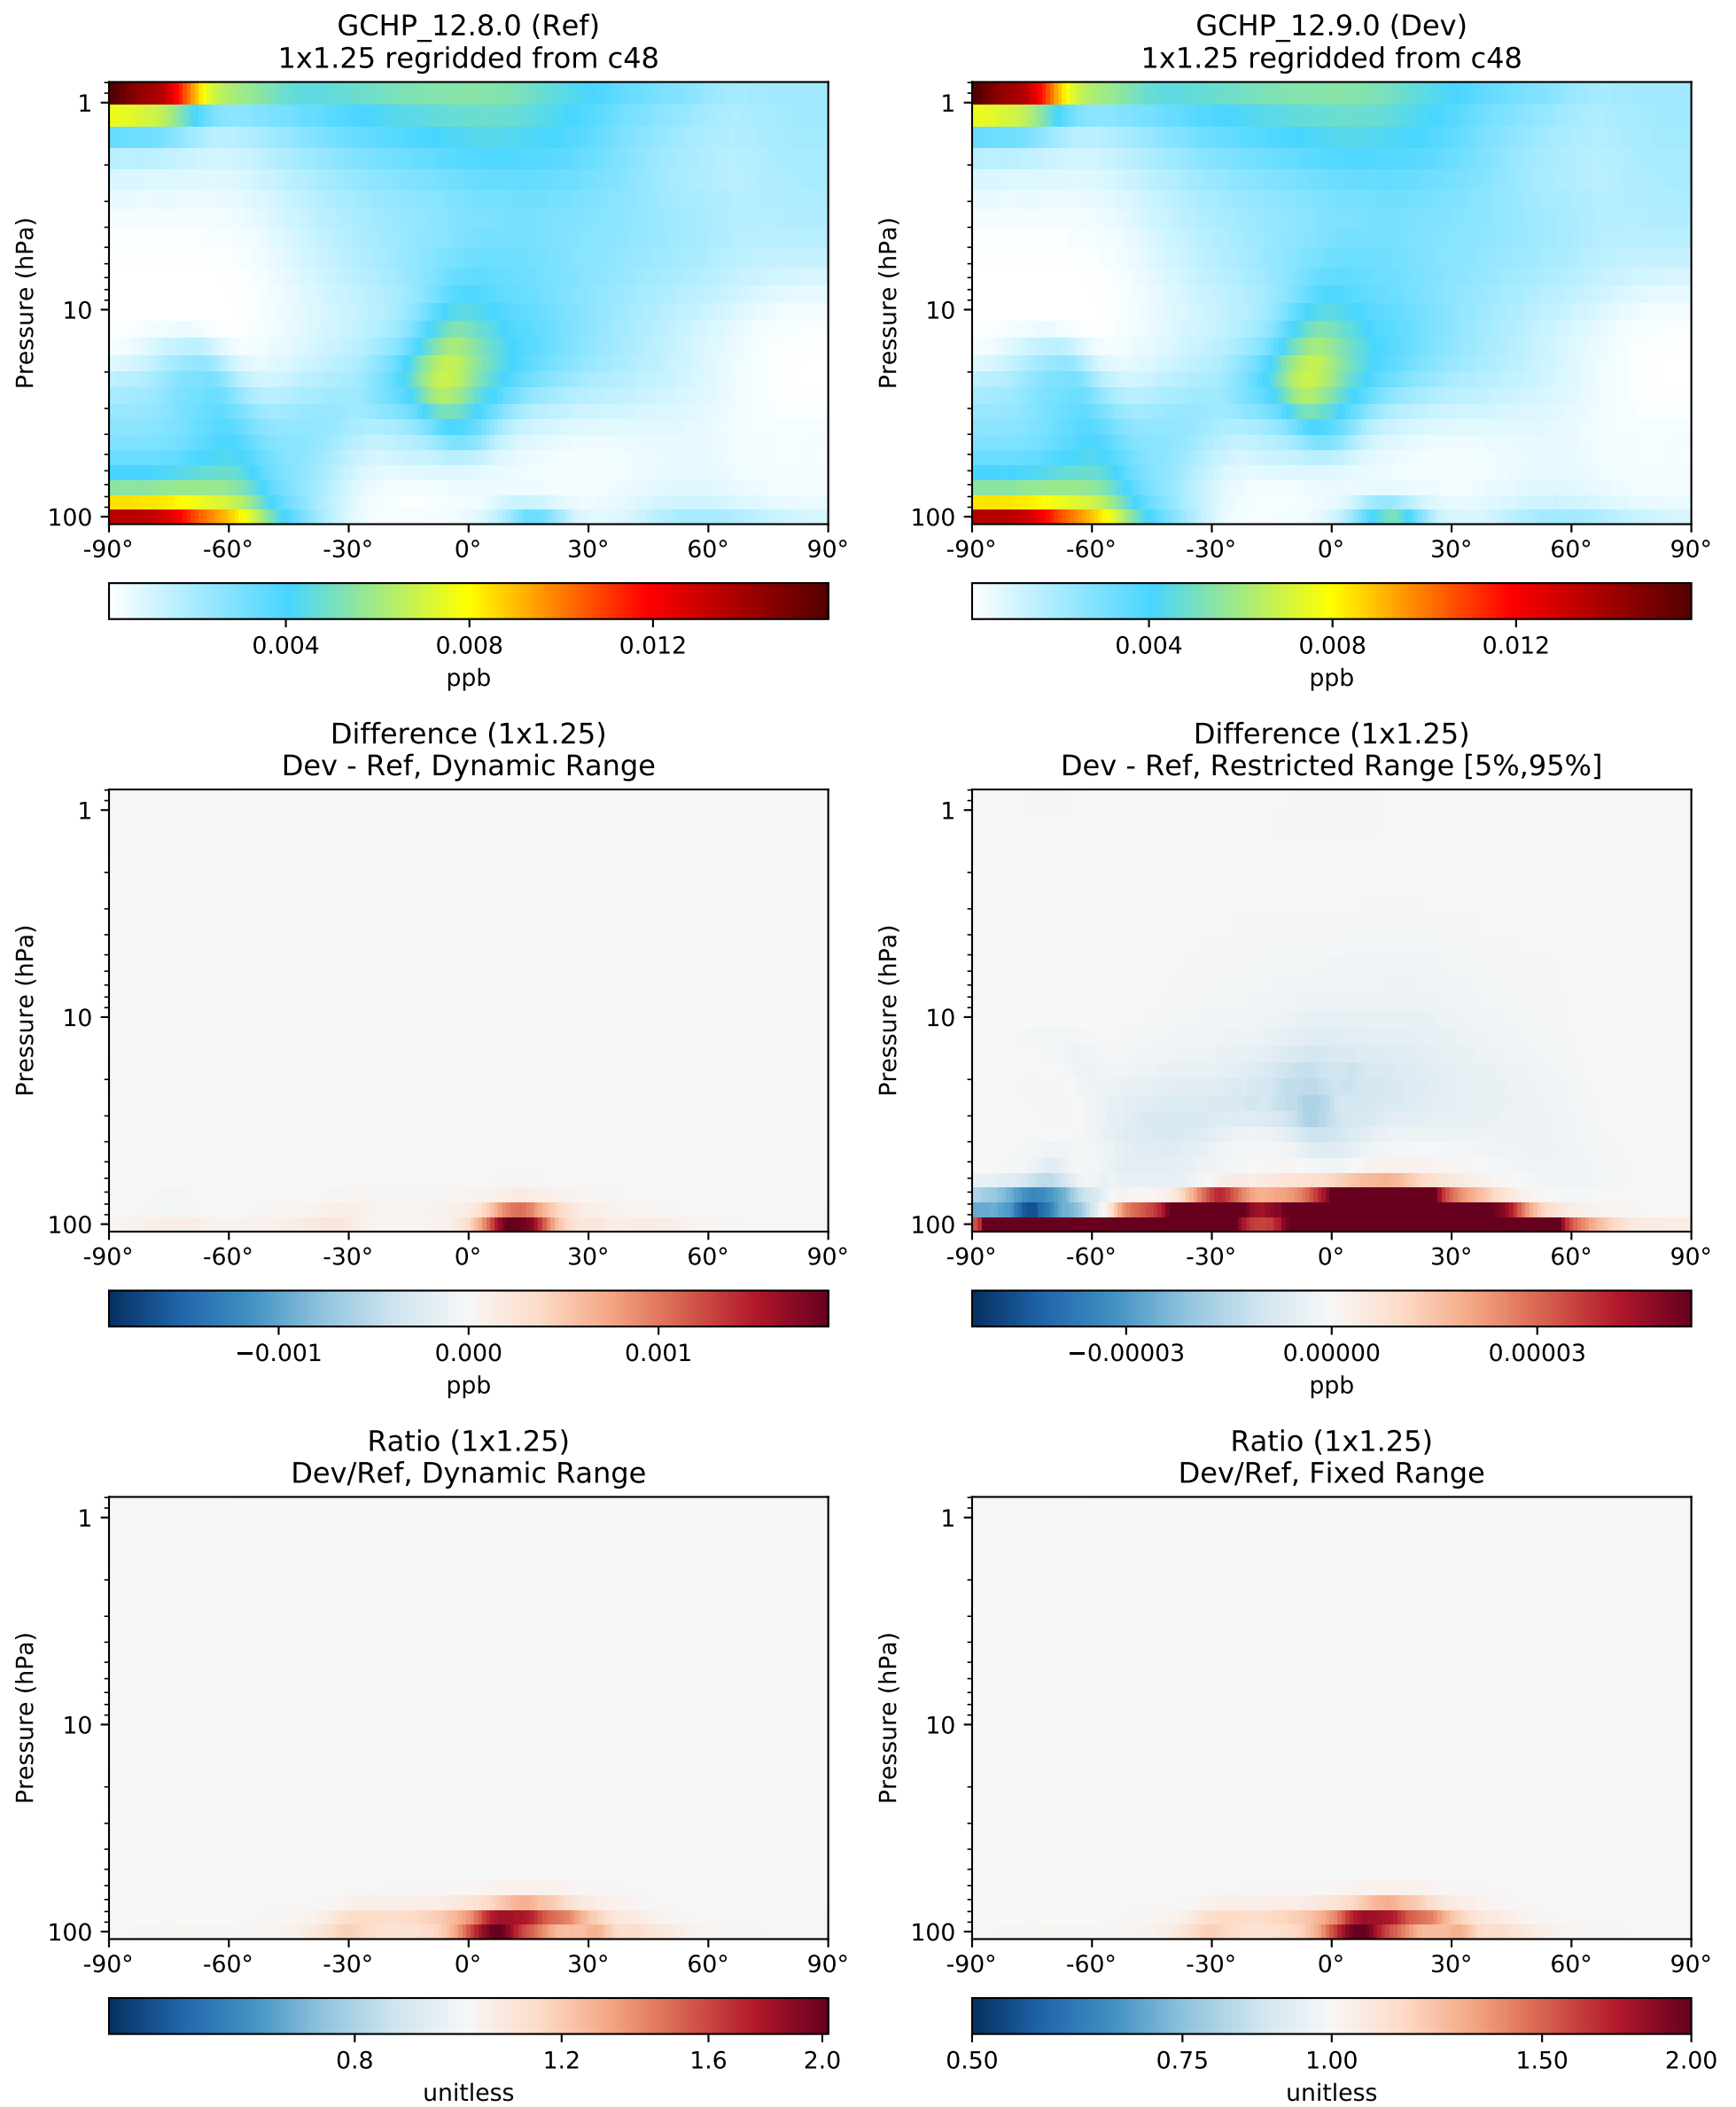 GCHP_12.8.0 (Ref)
1x1.25 regridded from c48
Pressure (hPa)
1
10
100
-90° -60° -30° 0° 30° 60° 90°
0.004 0.008 0.012
ppb
GCHP_12.9.0 (Dev)
1x1.25 regridded from c48
Pressure (hPa)
1
10
100
-90° -60° -30° 0° 30° 60° 90°
0.004 0.008 0.012
ppb
Difference (1x1.25)
Dev - Ref, Dynamic Range
Pressure (hPa)
1
10
100
-90° -60° -30° 0° 30° 60° 90°
−0.001 0.000 0.001
ppb
Difference (1x1.25)
Dev - Ref, Restricted Range [5%,95%]
Pressure (hPa)
1
10
100
-90° -60° -30° 0° 30° 60° 90°
−0.00003 0.00000 0.00003
ppb
Ratio (1x1.25)
Dev/Ref, Dynamic Range
Pressure (hPa)
1
10
100
-90° -60° -30° 0° 30° 60° 90°
0.8 1.2 1.6 2.0
unitless
Ratio (1x1.25)
Dev/Ref, Fixed Range
Pressure (hPa)
1
10
100
-90° -60° -30° 0° 30° 60° 90°
0.50 0.75 1.00 1.50 2.00
unitless